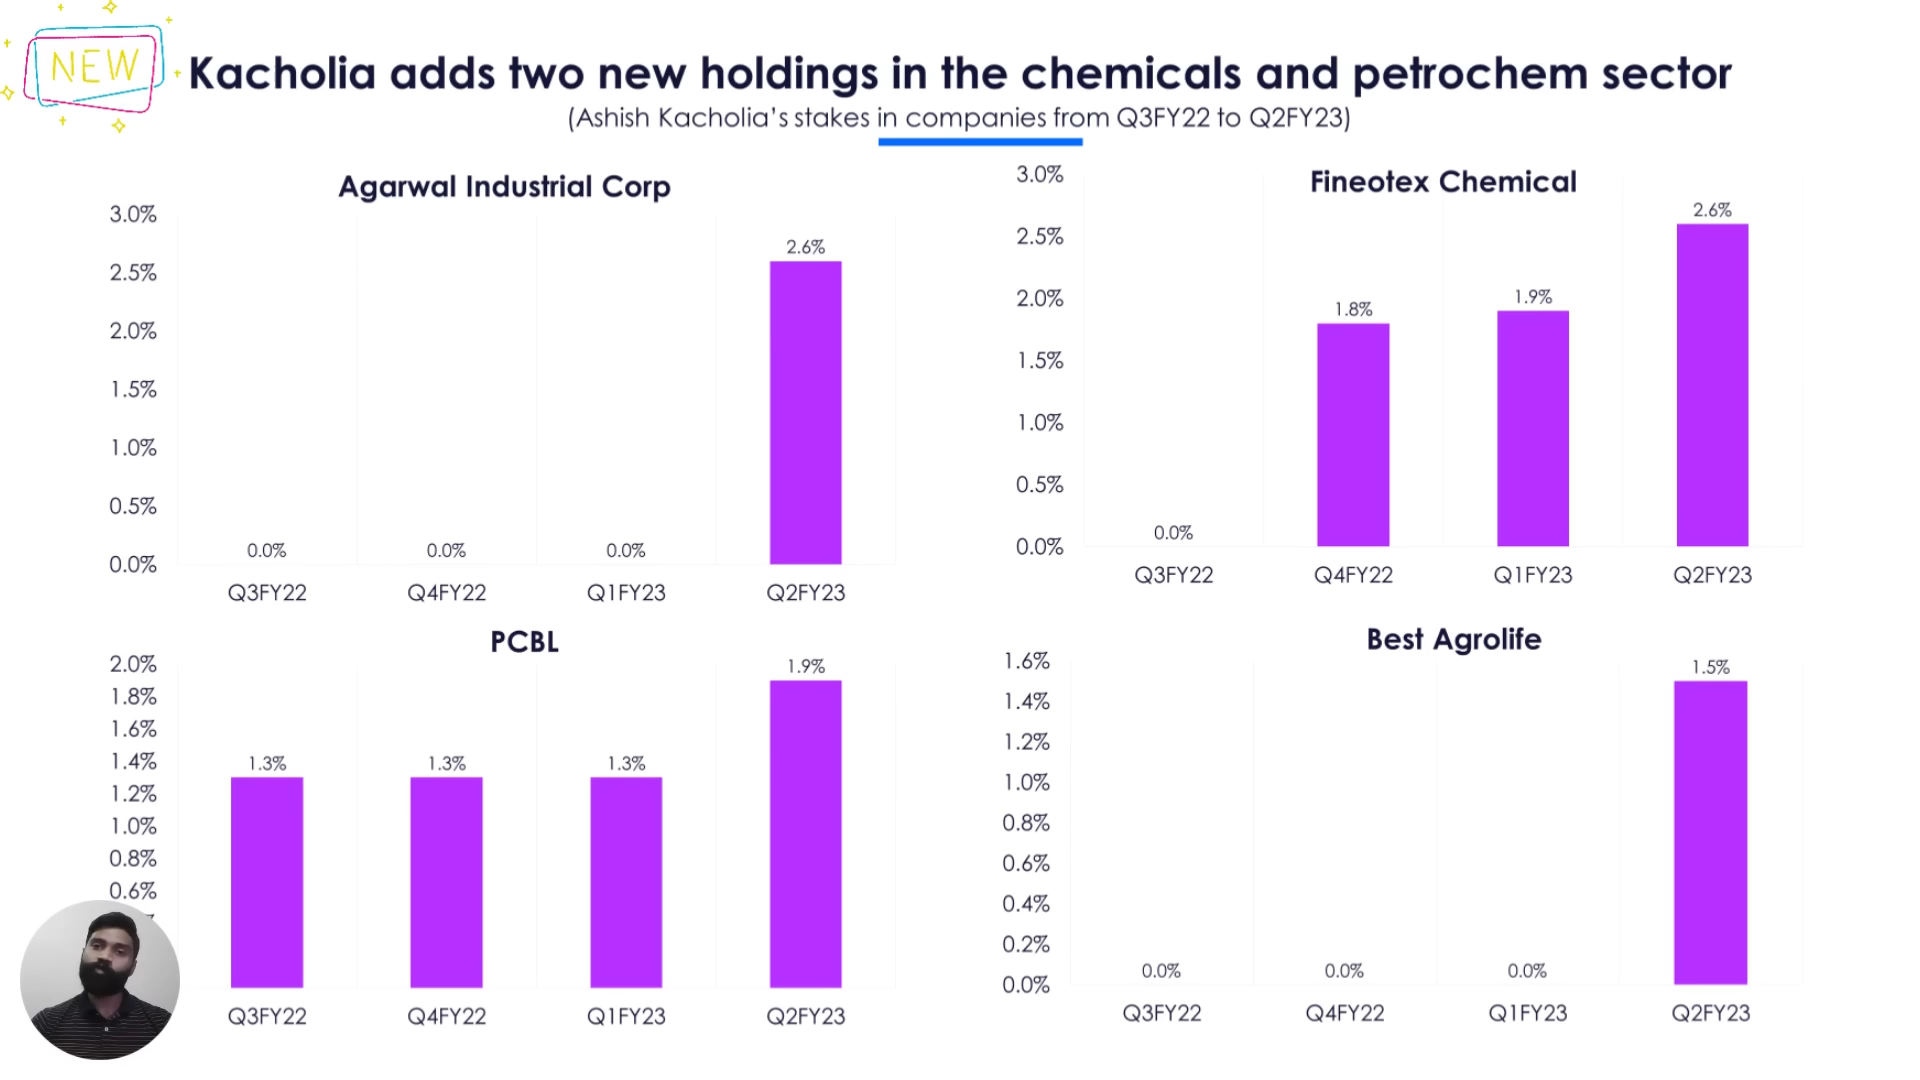 NEW
Kacholia adds two new holdings in the chemicals and petrochem sector
(Ashish Kacholia's stakes in companies from Q3FY22 to Q2FY23)
Agarwal Industrial Corp
3.0%
2.5%
2.0%
1.5%
1.0%
0.5%
0.0%
0.0% 0.0% 0.0% 2.6%
Q3FY22 Q4FY22 Q1FY23 Q2FY23
Fineotex Chemical
3.0%
2.5%
2.0%
1.5%
1.0%
0.5%
0.0%
0.0% 1.8% 1.9% 2.6%
Q3FY22 Q4FY22 Q1FY23 Q2FY23
PCBL
2.0%
1.8%
1.6%
1.4%
1.2%
1.0%
0.8%
0.6%
1.3% 1.3% 1.3% 1.9%
Q3FY22 Q4FY22 Q1FY23 Q2FY23
Best Agrolife
1.6%
1.4%
1.2%
1.0%
0.8%
0.6%
0.4%
0.2%
0.0%
0.0% 0.0% 0.0% 1.5%
Q3FY22 Q4FY22 Q1FY23 Q2FY23